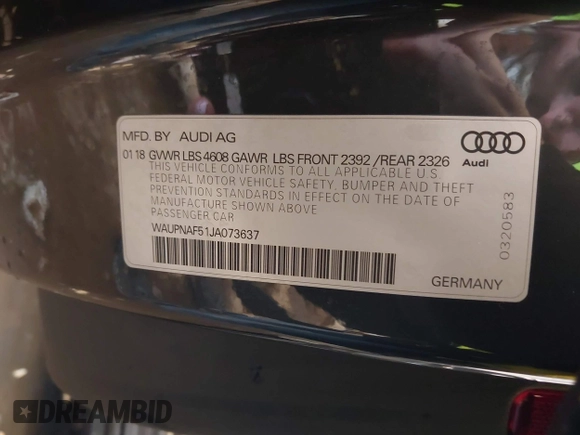 MFD. BY AUDI AG
01 18 GVWR LBS 4608 GAWR LBS FRONT 2392 /REAR 2326
THIS VEHICLE CONFORMS TO ALL APPLICABLE U.S
FEDERAL MOTOR VEHICLE SAFETY, BUMPER AND THEFT
PREVENTION STANDARDS IN EFFECT ON THE DATE OF
MANUFACTURE SHOWN ABOVE
PASSENGER CAR
WAUPNAF51JA073637
Audi
0320583
GERMANY
DREAMBID